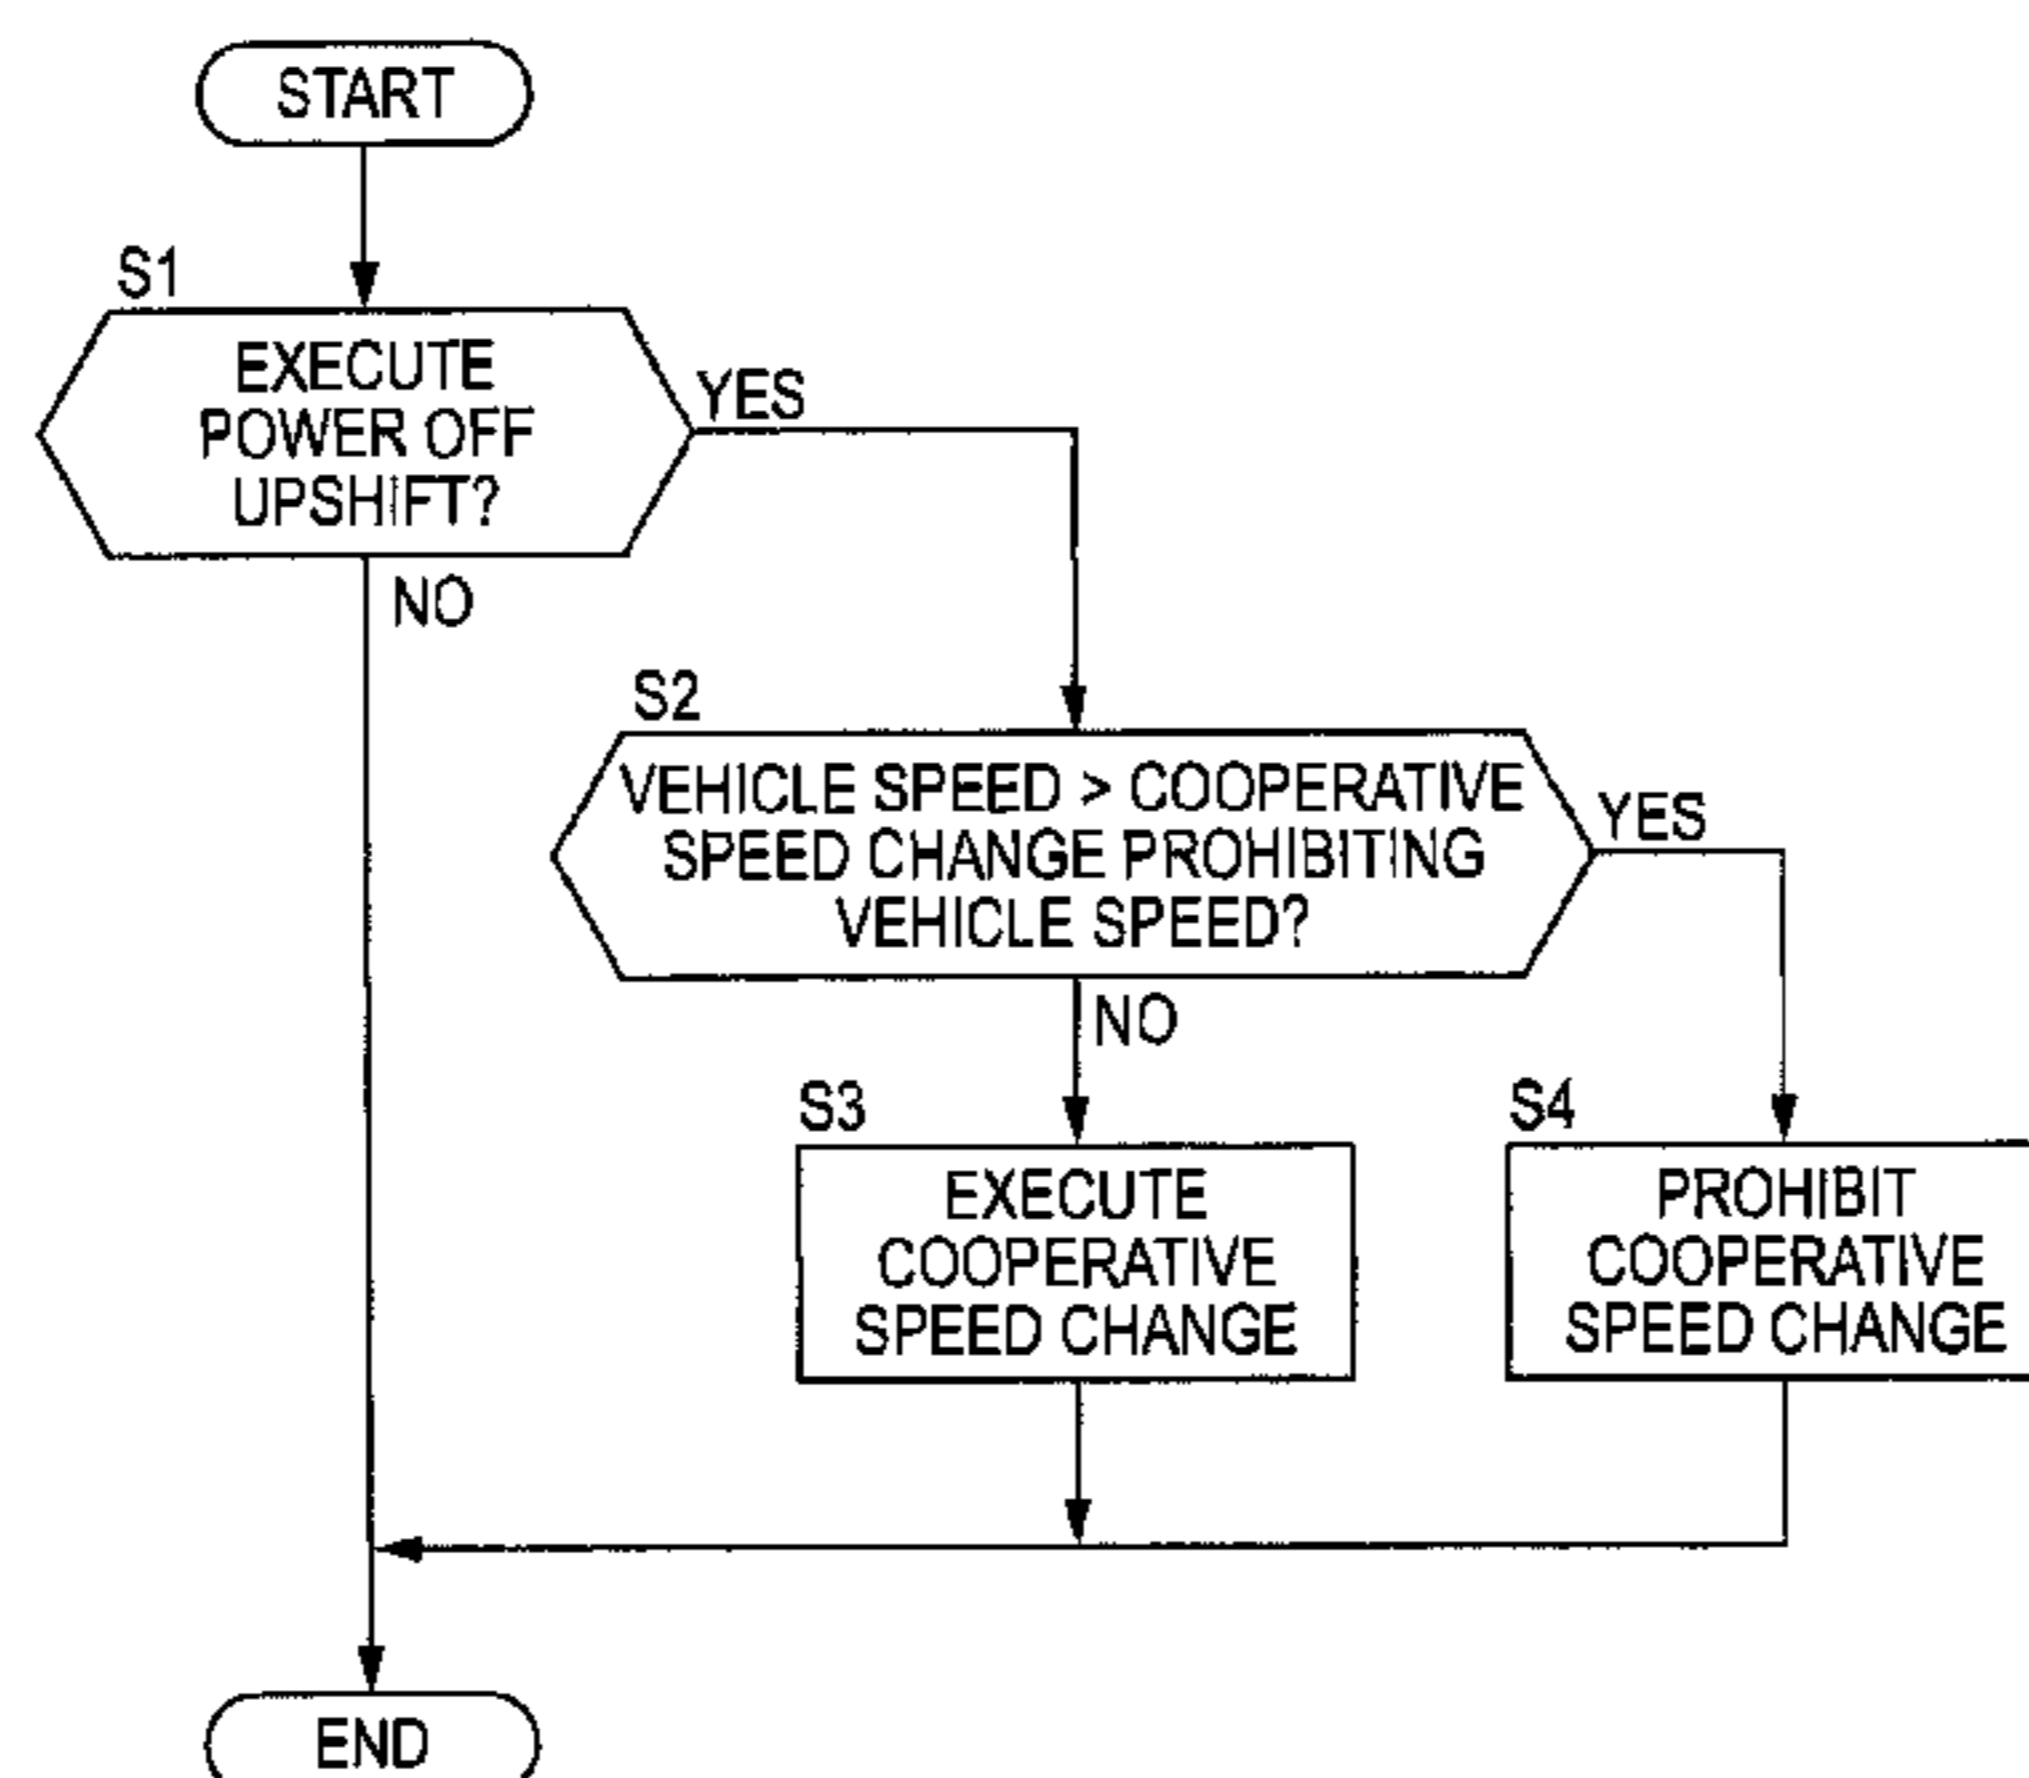 START
S1
EXECUTE
POWER OFF
UPSHIFT?
YES
NO
S2
VEHICLE SPEED > COOPERATIVE
SPEED CHANGE PROHIBITING
VEHICLE SPEED?
YES
NO
S3
EXECUTE
COOPERATIVE
SPEED CHANGE
S4
PROHIBIT
COOPERATIVE
SPEED CHANGE
END